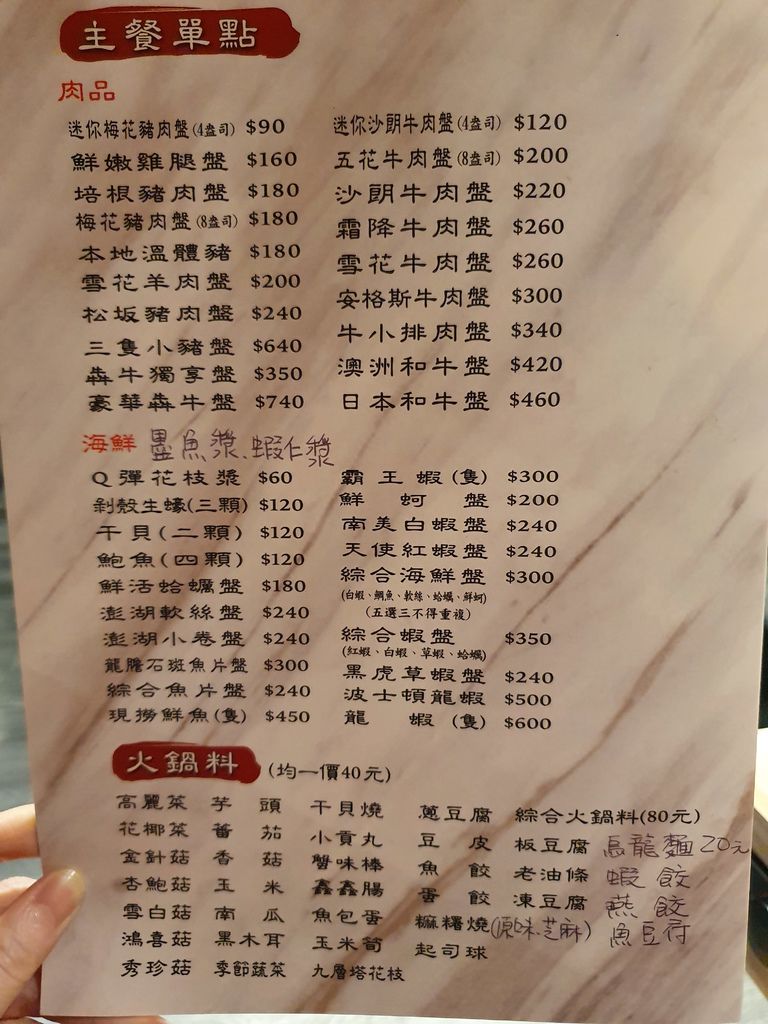 主餐單點
肉品
迷你梅花豬肉盤(4盎司) $90
鮮嫩雞腿盤 $160
培根豬肉盤 $180
梅花豬肉盤(8盎司) $180
本地溫體豬 $180
雪花羊肉盤 $200
松坂豬肉盤 $240
三隻小豬盤 $640
犇牛獨享盤 $350
豪華犇牛盤 $740
迷你沙朗牛肉盤(4盎司) $120
五花牛肉盤(8盎司) $200
沙朗牛肉盤 $220
霜降牛肉盤 $260
雪花牛肉盤 $260
安格斯牛肉盤 $300
牛小排肉盤 $340
澳洲和牛盤 $420
日本和牛盤 $460
海鮮 墨魚漿、蝦仁漿
Q彈花枝漿 $60
剝殼生蠔(三顆) $120
干貝(二顆) $120
鮑魚(四顆) $120
鮮活蛤蠣盤 $180
澎湖軟絲盤 $240
澎湖小卷盤 $240
龍膽石斑魚片盤 $300
綜合魚片盤 $240
現撈鮮魚(隻) $450
霸王蝦(隻) $300
鮮蚵盤 $200
南美白蝦盤 $240
天使紅蝦盤 $240
綜合海鮮盤 $300
(白蝦、鯛魚、軟絲、蛤蠣、鮮蚵)
(五選三不得重複)
綜合蝦盤 $350
(紅蝦、白蝦、草蝦、蛤蠣)
黑虎草蝦盤 $240
波士頓龍蝦 $500
龍蝦(隻) $600
火鍋料 (均一價40元)
高麗菜 芋頭 干貝燒 蔥豆腐 綜合火鍋料(80元)
花椰菜 蕃茄 小貢丸 豆皮 板豆腐 烏龍麵20元
金針菇 香菇 蟹味棒 魚餃 老油條 蝦餃
杏鮑菇 玉米 鑫鑫腸 蛋餃 凍豆腐 燕餃
雪白菇 南瓜 魚包蛋 糍糬燒(原味.芝麻) 魚豆腐
鴻喜菇 黑木耳 玉米筍 起司球
秀珍菇 季節蔬菜 九層塔花枝